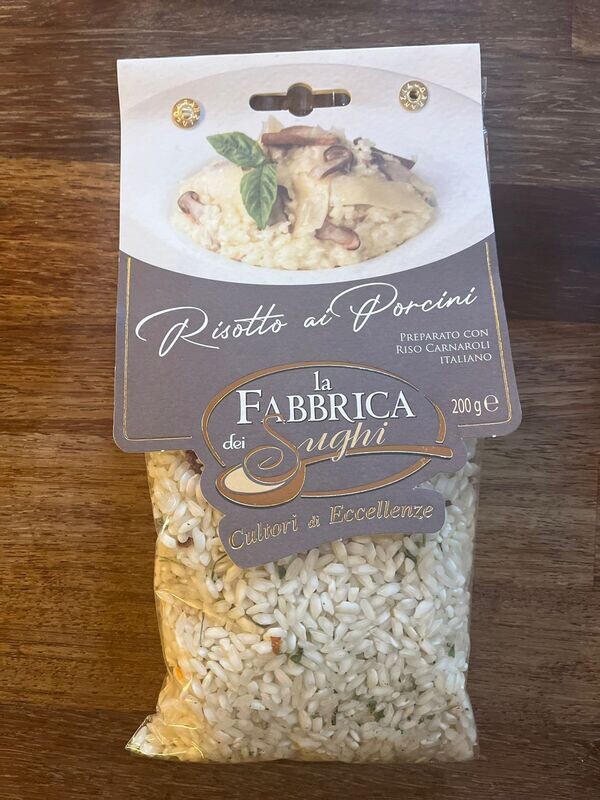 Risotto ai Porcini
PREPARATO CON
RISO CARNAROLI
ITALIANO
la
FABBRICA
dei Sughi
200 g ℮
Cultori di Eccellenze